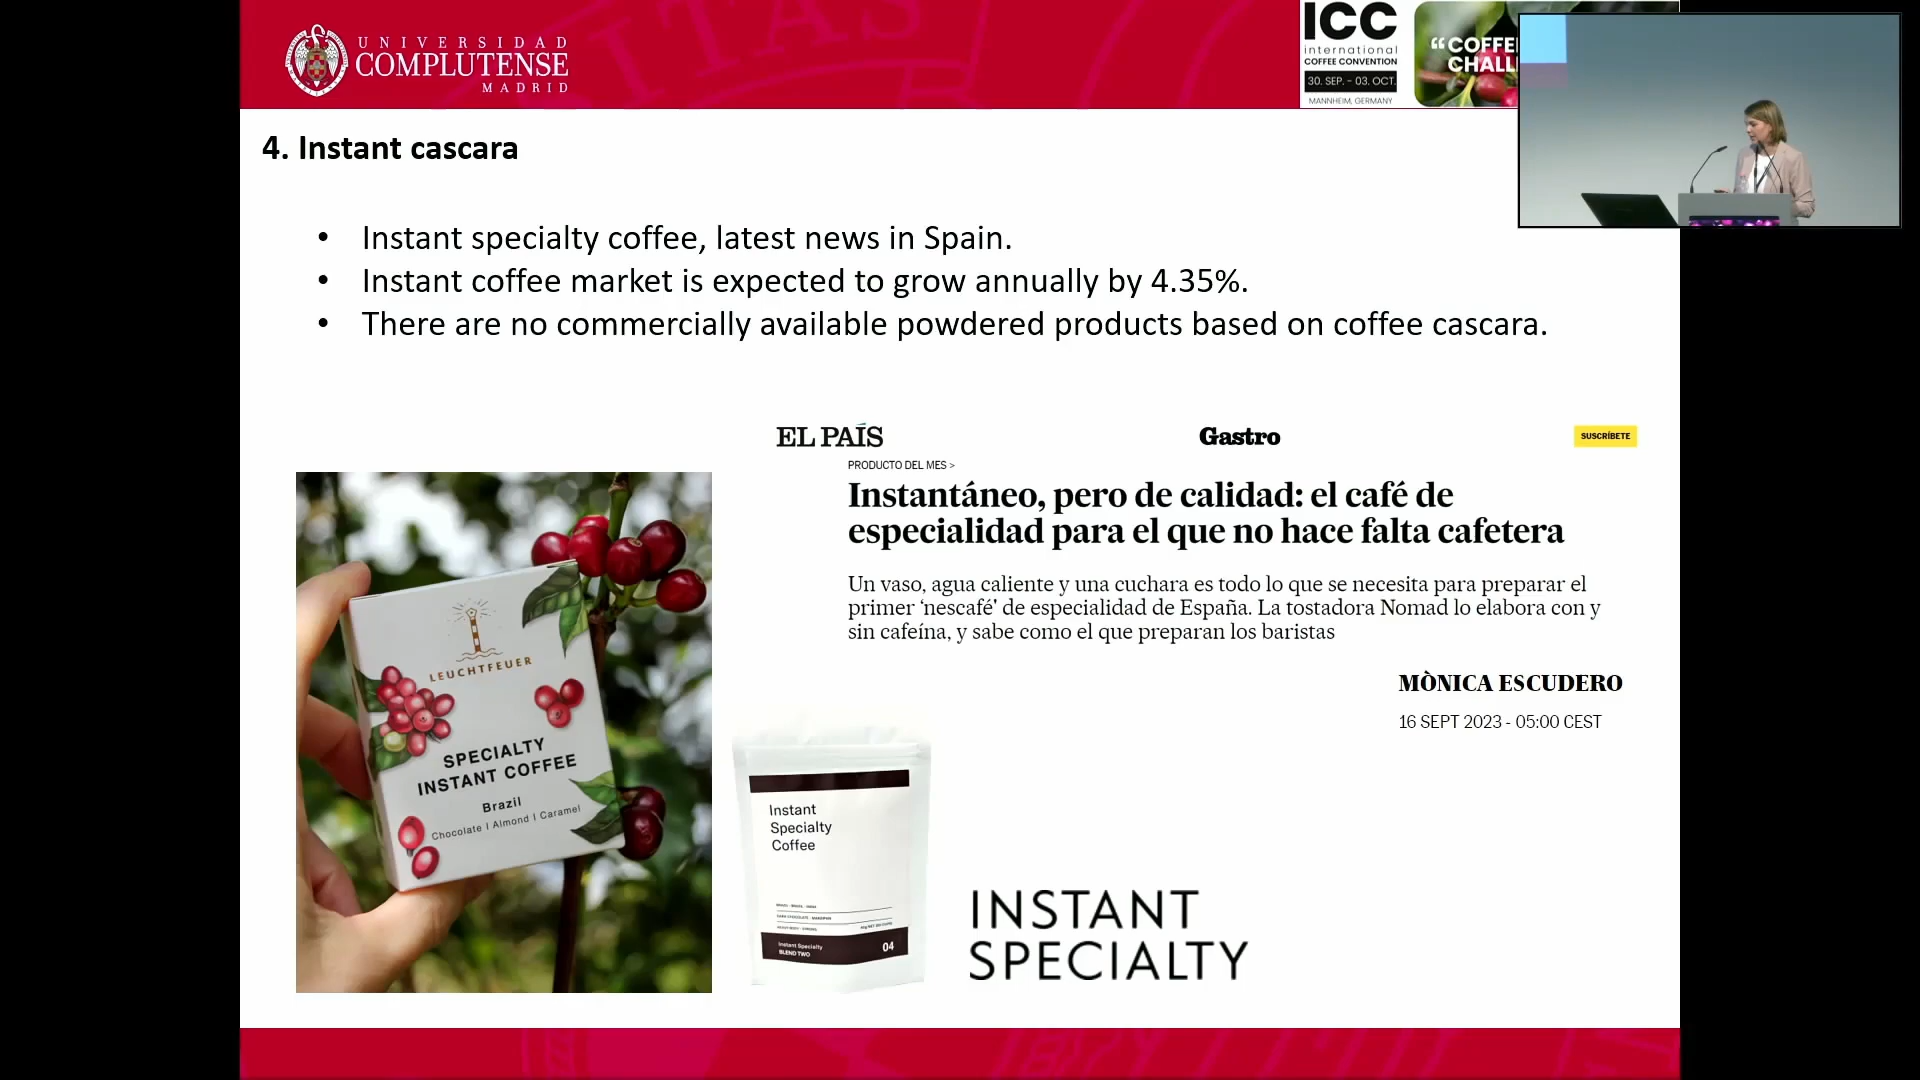 UNIVERSIDAD
COMPLUTENSE
MADRID
ICC
international
COFFEE CONVENTION
30. SEP. - 03. OCT.
MANNHEIM, GERMANY
4. Instant cascara
• Instant specialty coffee, latest news in Spain.
• Instant coffee market is expected to grow annually by 4.35%.
• There are no commercially available powdered products based on coffee cascara.
EL PAÍS
Gastro
SUSCRÍBETE
PRODUCTO DEL MES >
Instantáneo, pero de calidad: el café de
especialidad para el que no hace falta cafetera
Un vaso, agua caliente y una cuchara es todo lo que se necesita para preparar el
primer ‘nescafé’ de especialidad de España. La tostadora Nomad lo elabora con y
sin cafeína, y sabe como el que preparan los baristas
MÒNICA ESCUDERO
16 SEPT 2023 - 05:00 CEST
LEUCHTFEUER
SPECIALTY
INSTANT COFFEE
Brazil
Chocolate | Almond | Caramel
Instant
Specialty
Coffee
Instant Specialty
BLEND TWO
04
INSTANT
SPECIALTY